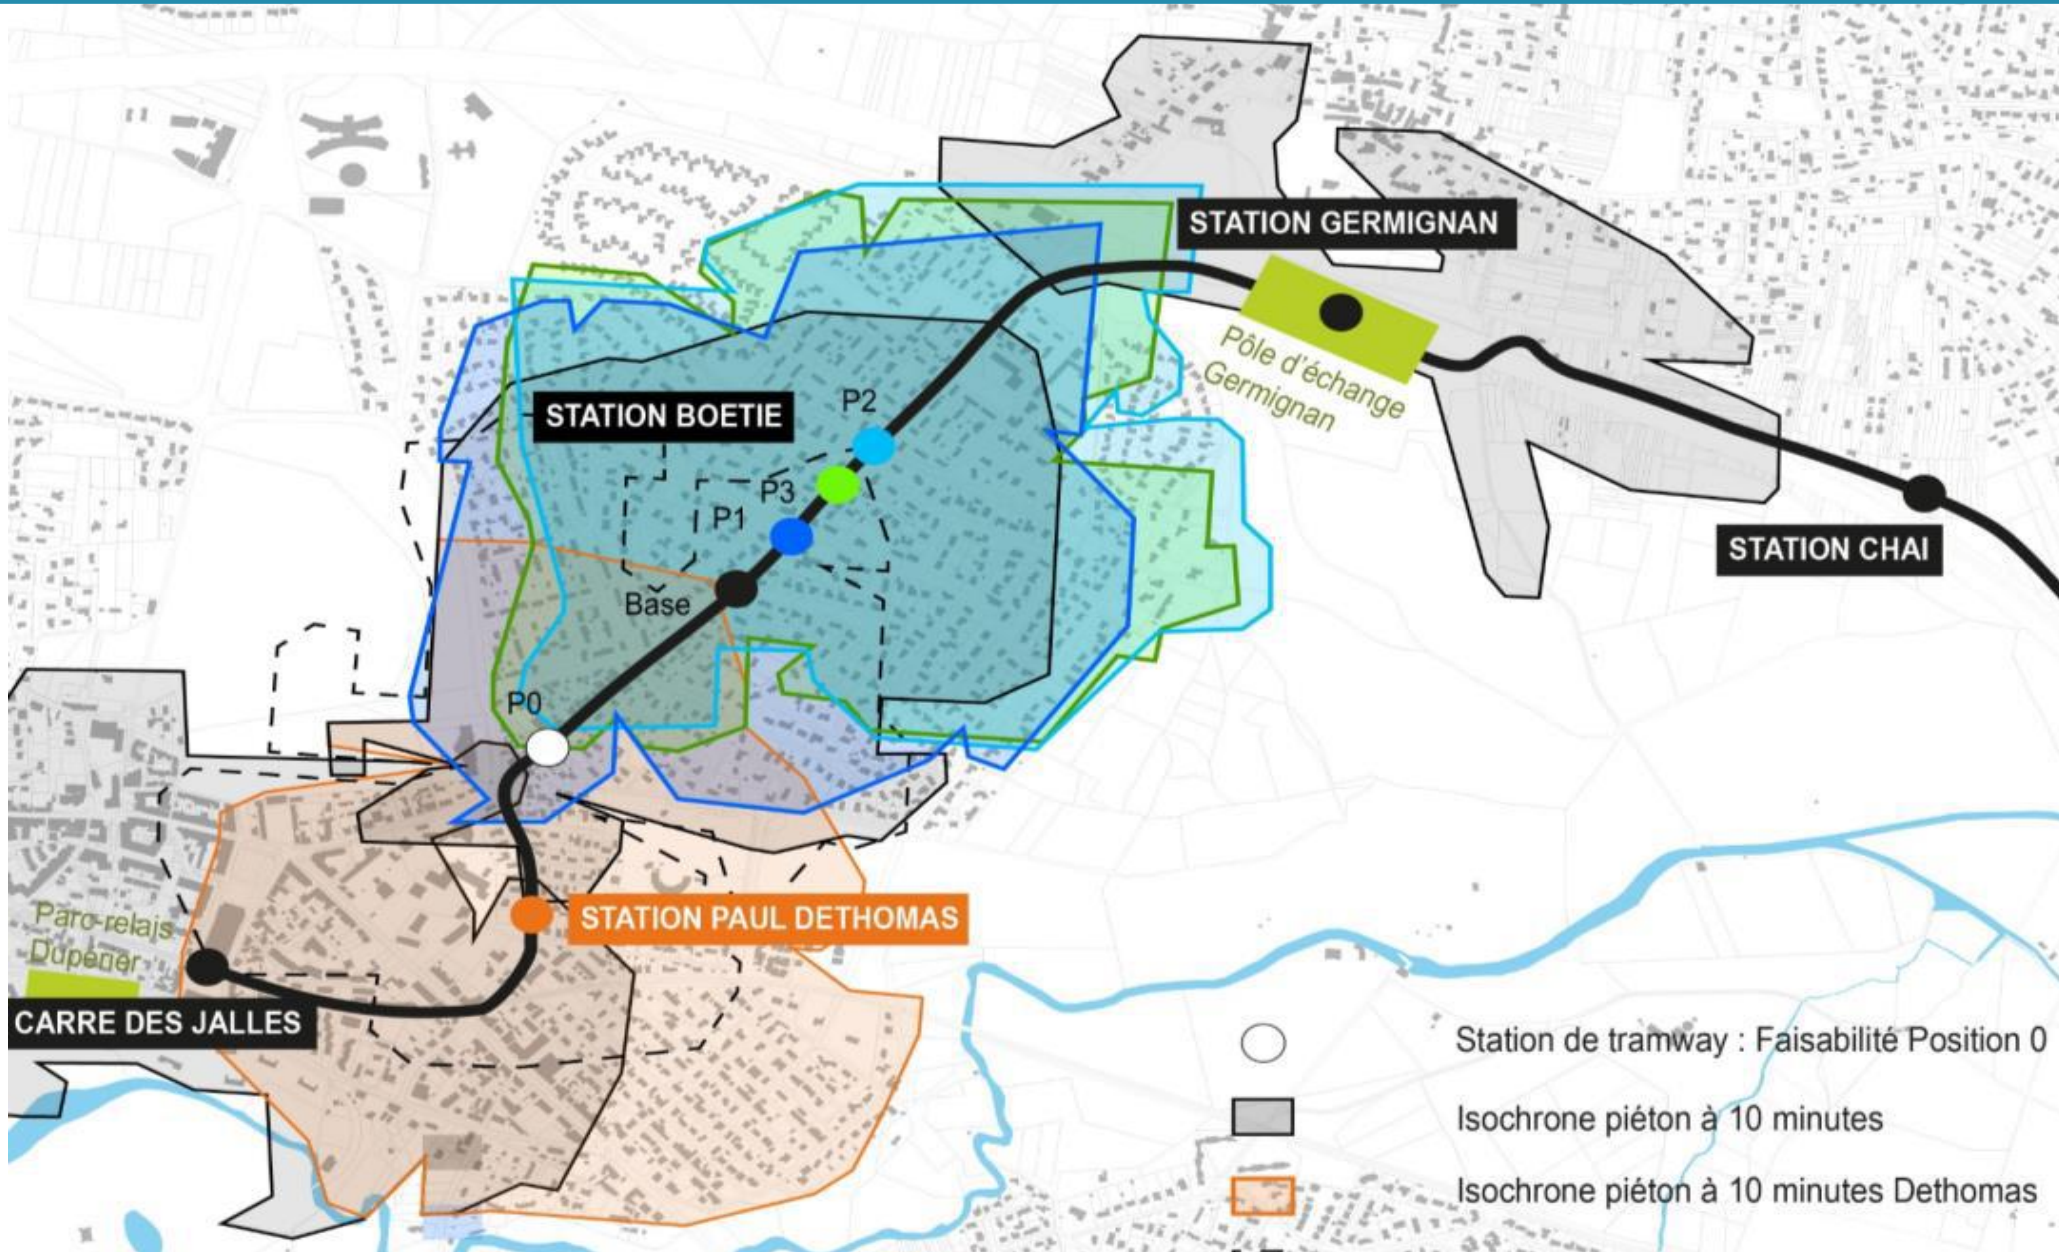 STATION GERMIGNAN
Pôle d'échange
Germignan
STATION BOETIE
P2
P3
P1
Base
STATION CHAI
P0
STATION PAUL DETHOMAS
Parc-relais
Dupérier
CARRE DES JALLES
Station de tramway : Faisabilité Position 0
Isochrone piéton à 10 minutes
Isochrone piéton à 10 minutes Dethomas